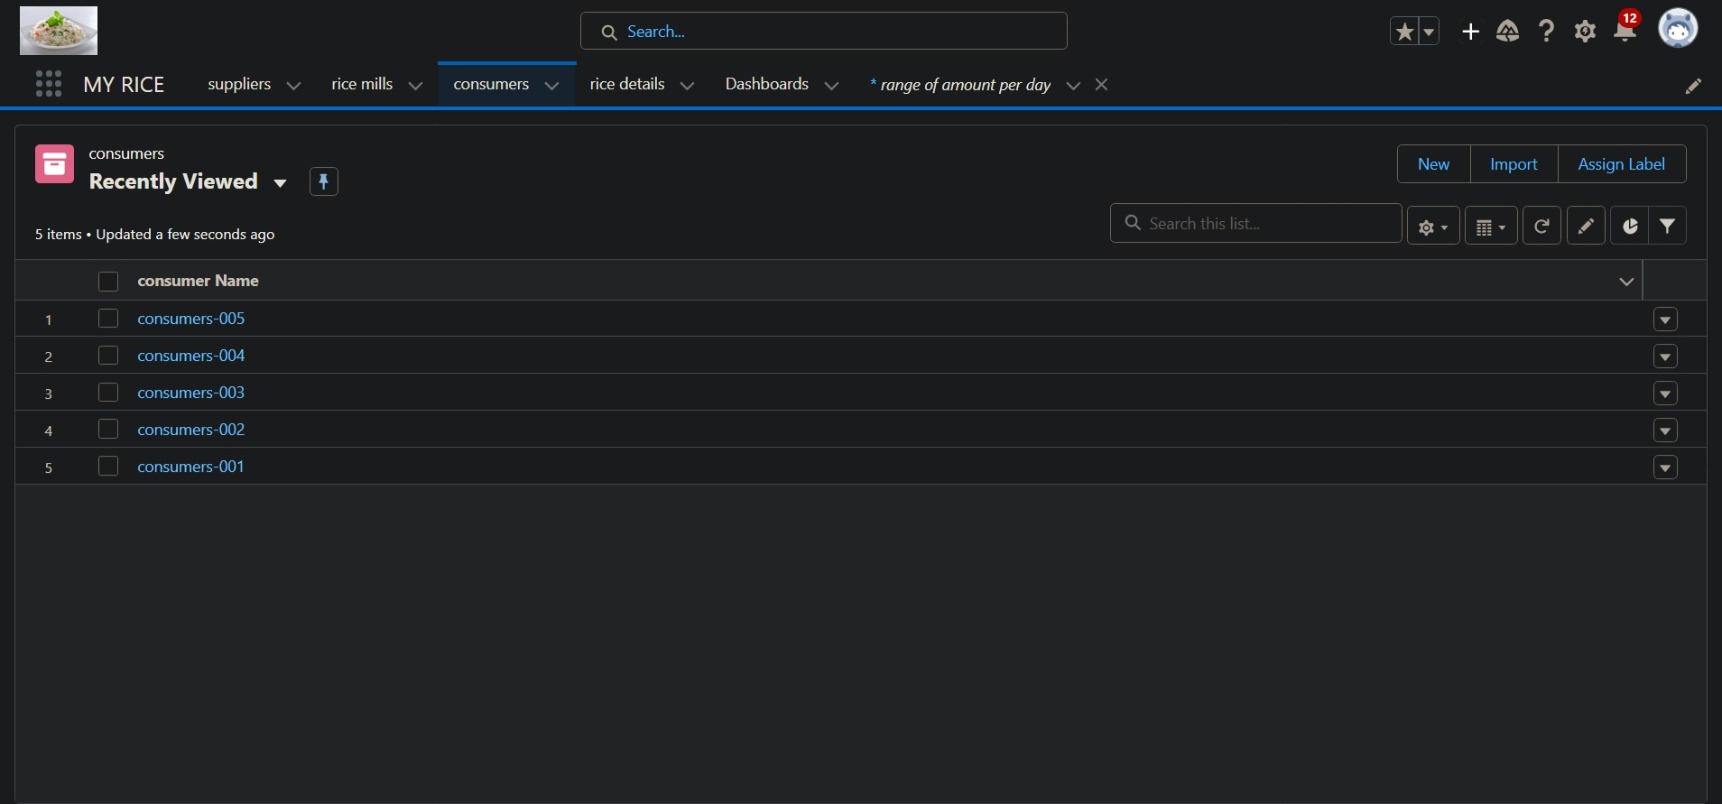 Search...
12
MY RICE
suppliers
rice mills
consumers
rice details
Dashboards
* range of amount per day
consumers
Recently Viewed
New
Import
Assign Label
5 items • Updated a few seconds ago
Search this list...
consumer Name
1 consumers-005
2 consumers-004
3 consumers-003
4 consumers-002
5 consumers-001